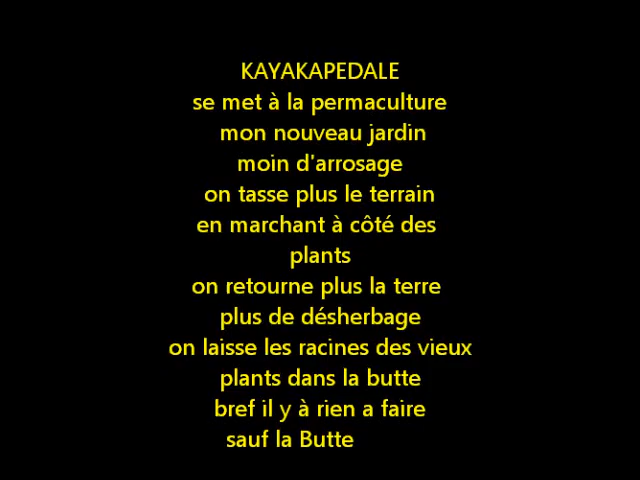 KAYAKAPEDALE
se met à la permaculture
mon nouveau jardin
moin d'arrosage
on tasse plus le terrain
en marchant à côté des
plants
on retourne plus la terre
plus de désherbage
on laisse les racines des vieux
plants dans la butte
bref il y à rien a faire
sauf la Butte